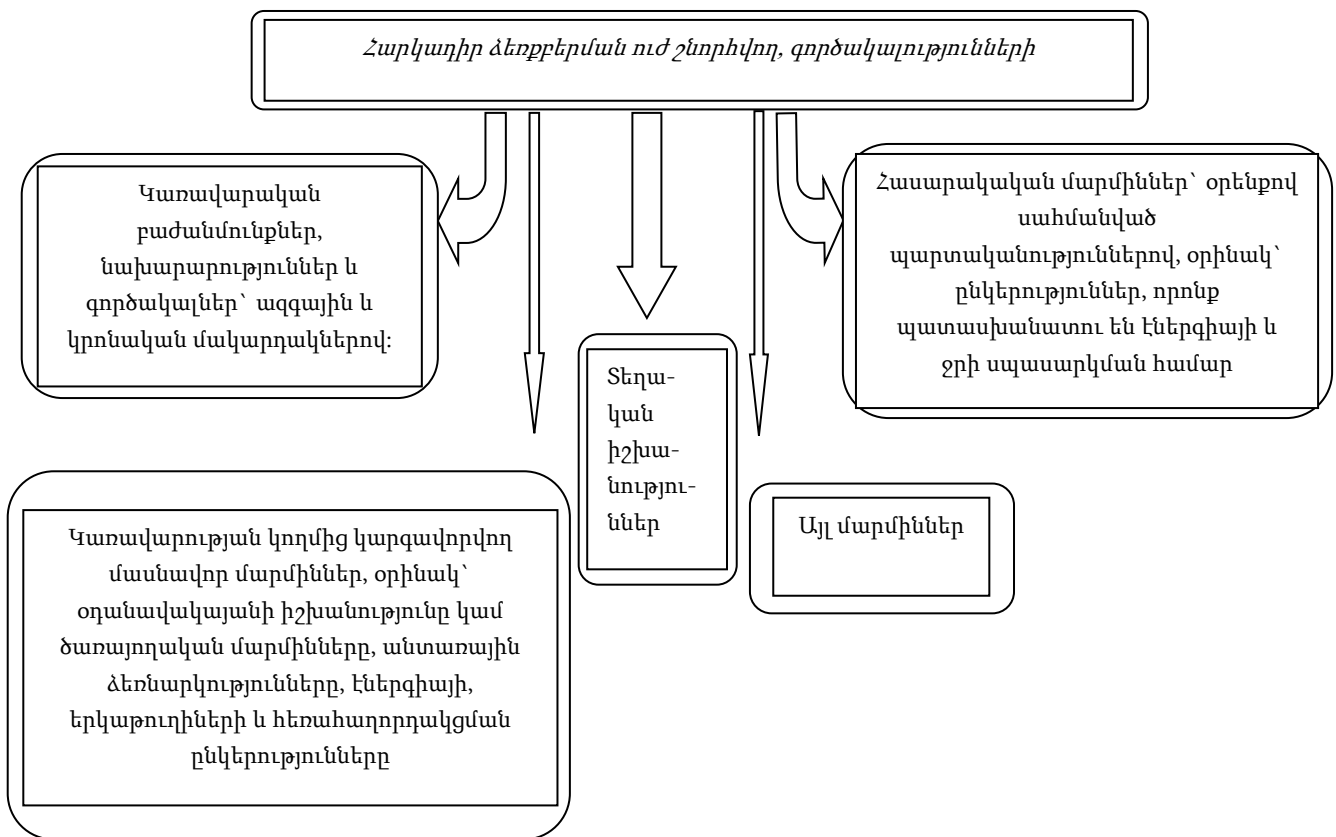 Հարկադիր ձեռքբերման ուժ շնորհվող, գործակալությունների
Կառավարական
բաժանմունքներ,
նախարարություններ և
գործակալներ՝ ազգային և
կրոնական մակարդակներով:
Հասարակական մարմիններ՝ օրենքով
սահմանված
պարտականություններով, օրինակ՝
ընկերություններ, որոնք
պատասխանատու են էներգիայի և
ջրի սպասարկման համար
Տեղա-
կան
իշխա-
նություն-
ներ
Կառավարության կողմից կարգավորվող
մասնավոր մարմիններ, օրինակ՝
օդանավակայանի իշխանությունը կամ
ծառայողական մարմինները, անտառային
ձեռնարկությունները, էներգիայի,
երկաթուղիների և հեռահաղորդակցման
ընկերությունները
Այլ մարմիններ